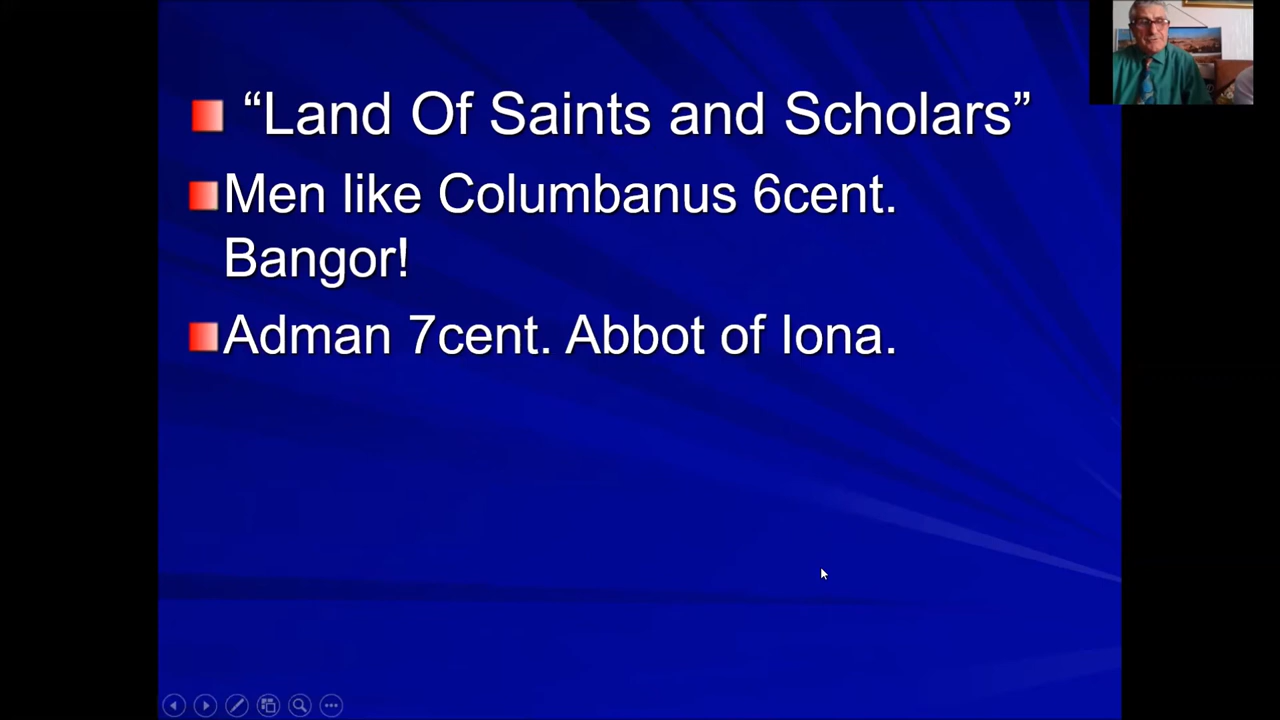 “Land Of Saints and Scholars”
Men like Columbanus 6cent.
Bangor!
Adman 7cent. Abbot of Iona.